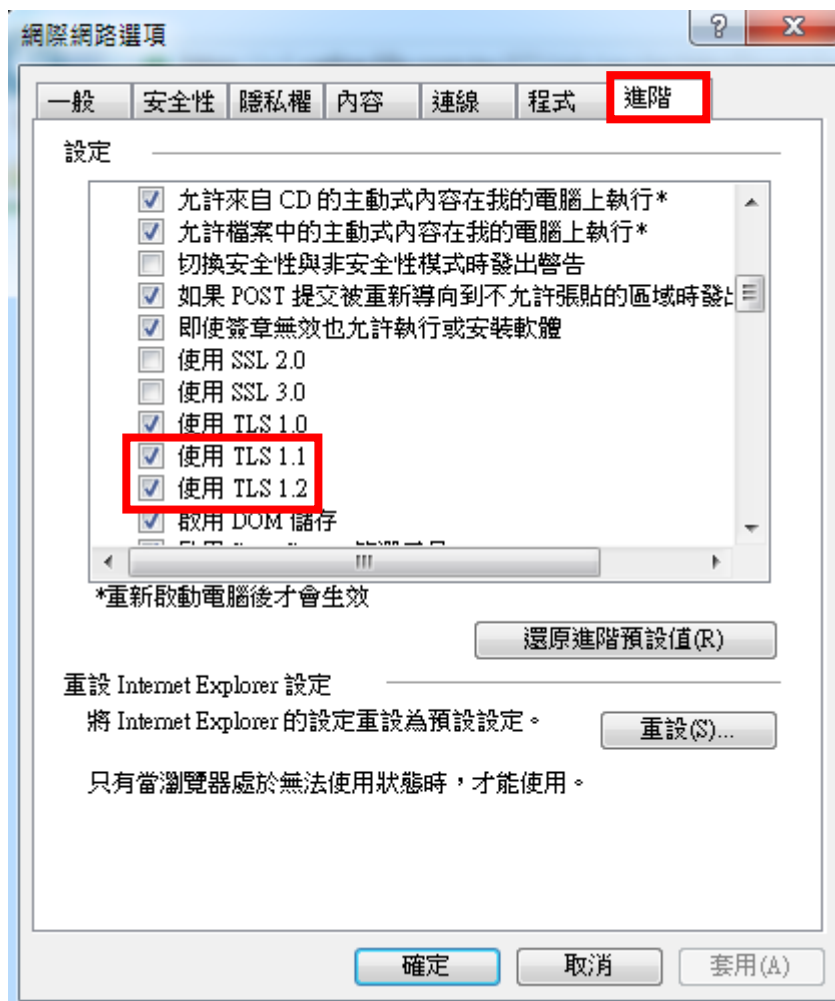 網際網路選項
一般 安全性 隱私權 內容 連線 程式 進階
設定
允許來自 CD 的主動式內容在我的電腦上執行*
允許檔案中的主動式內容在我的電腦上執行*
切換安全性與非安全性模式時發出警告
如果 POST 提交被重新導向到不允許張貼的區域時發
即使簽章無效也允許執行或安裝軟體
使用 SSL 2.0
使用 SSL 3.0
使用 TLS 1.0
使用 TLS 1.1
使用 TLS 1.2
啟用 DOM 儲存
*重新啟動電腦後才會生效
還原進階預設值(R)
重設 Internet Explorer 設定
將 Internet Explorer 的設定重設為預設設定。
重設(S)...
只有當瀏覽器處於無法使用狀態時，才能使用。
確定 取消 套用(A)